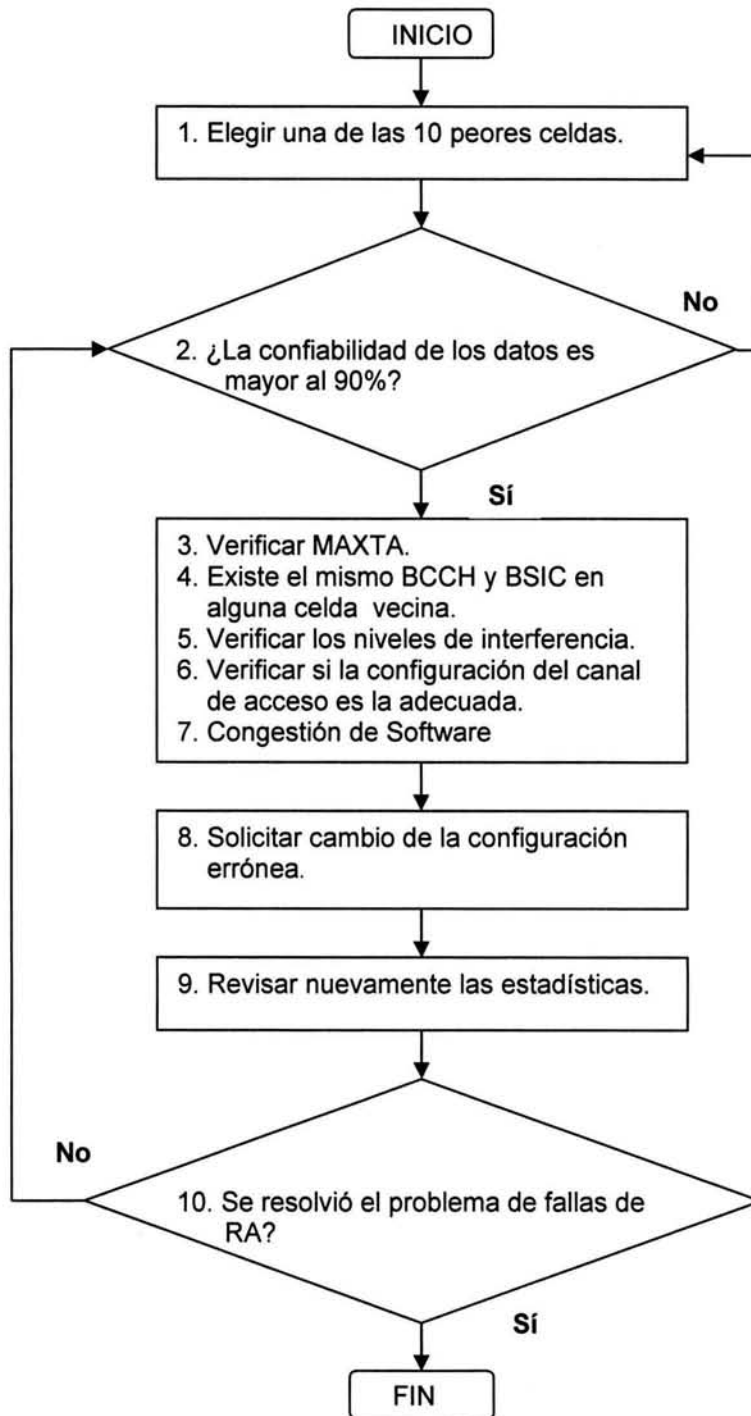 INICIO
1. Elegir una de las 10 peores celdas.
No
2. ¿La confiabilidad de los datos es
mayor al 90%?
Sí
3. Verificar MAXTA.
4. Existe el mismo BCCH y BSIC en
alguna celda vecina.
5. Verificar los niveles de interferencia.
6. Verificar si la configuración del canal
de acceso es la adecuada.
7. Congestión de Software
8. Solicitar cambio de la configuración
errónea.
9. Revisar nuevamente las estadísticas.
No
10. Se resolvió el problema de fallas de
RA?
Sí
FIN